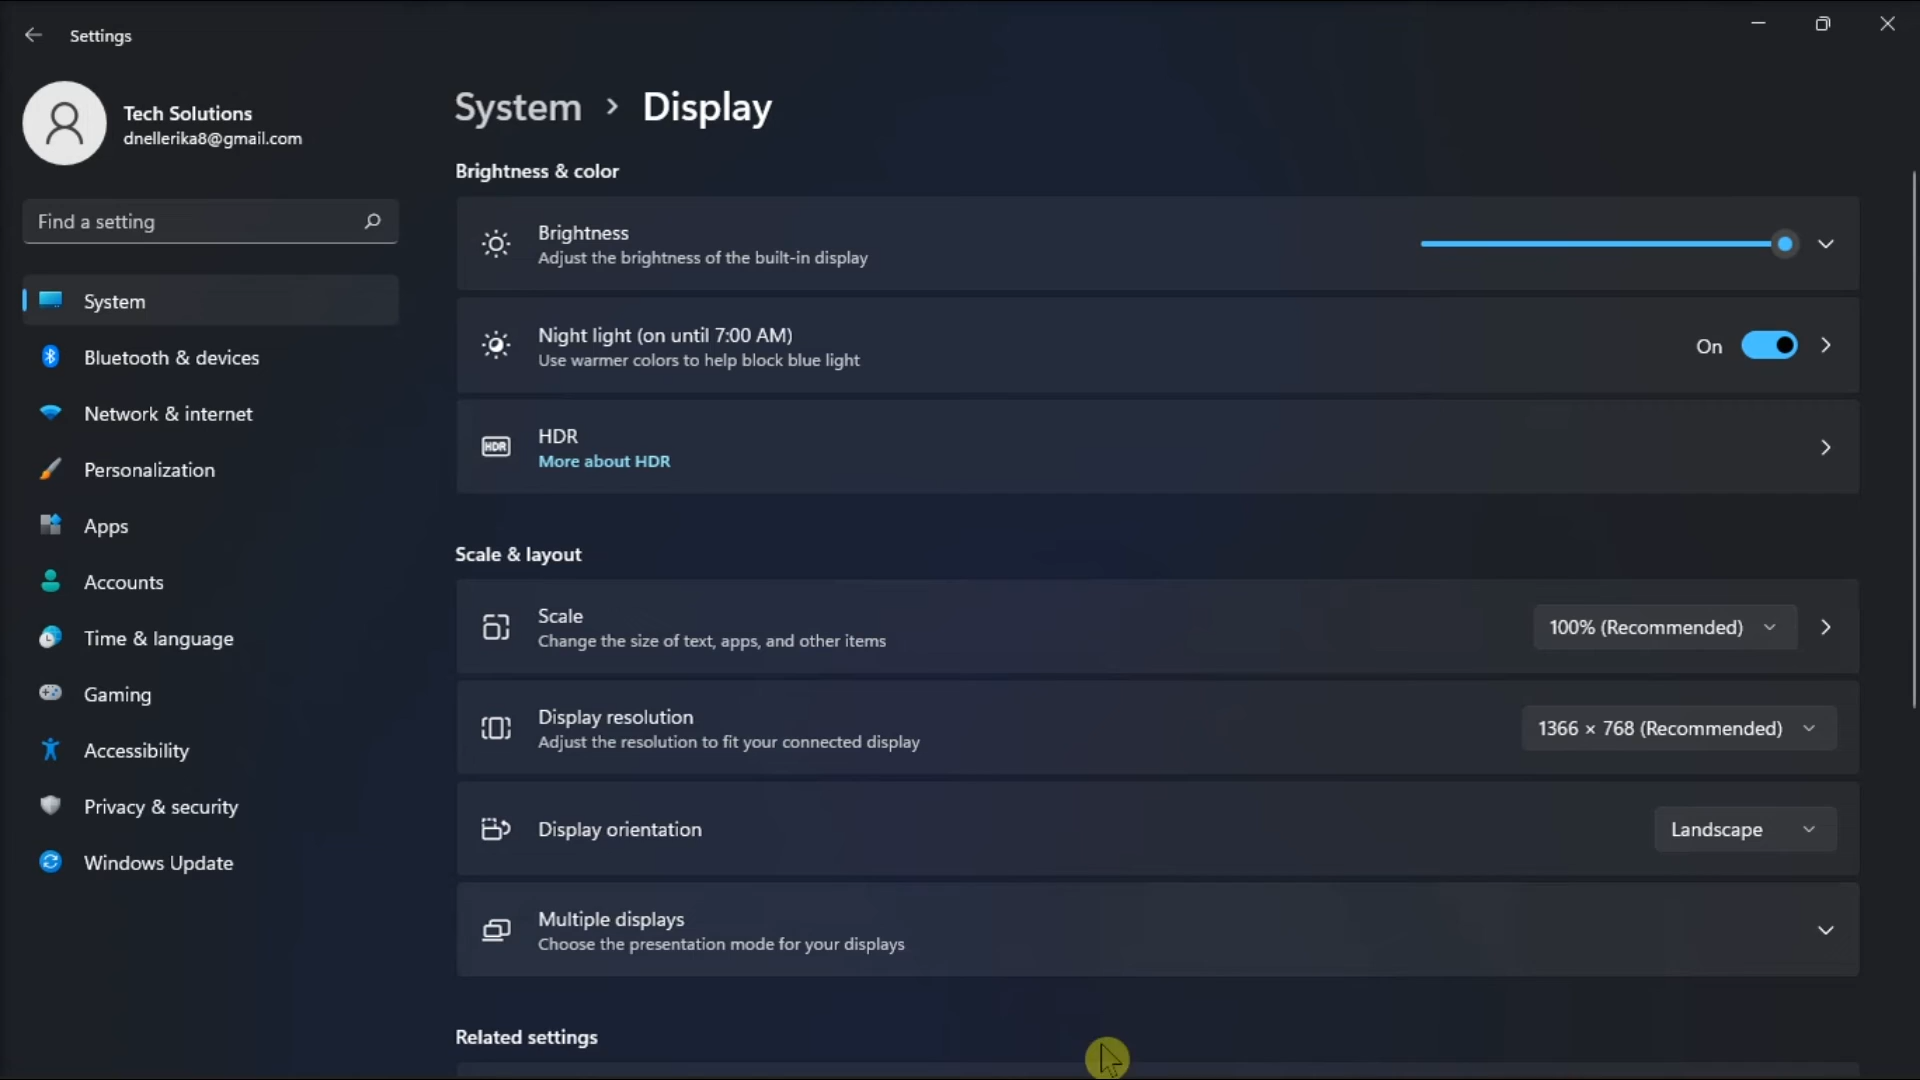 Settings
Tech Solutions
dnellerika8@gmail.com
Find a setting
System
Bluetooth & devices
Network & internet
Personalization
Apps
Accounts
Time & language
Gaming
Accessibility
Privacy & security
Windows Update
System > Display
Brightness & color
Brightness
Adjust the brightness of the built-in display
Night light (on until 7:00 AM)
Use warmer colors to help block blue light
On
HDR
HDR
More about HDR
Scale & layout
Scale
Change the size of text, apps, and other items
100% (Recommended)
Display resolution
Adjust the resolution to fit your connected display
1366 × 768 (Recommended)
Display orientation
Landscape
Multiple displays
Choose the presentation mode for your displays
Related settings